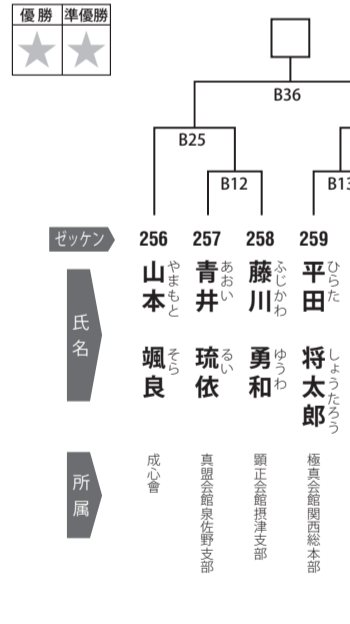 優勝 準優勝
B36
B25
B12 B13
ゼッケン 256 257 258 259
氏名
山本 颯良
やまもと そら
青井 琉依
あおい るい
藤川 勇和
ふじかわ ゆうわ
平田 将太郎
ひらた しょうたろう
所属
成心會
真盟会館泉佐野支部
顕正会館摂津支部
極真会館関西総本部